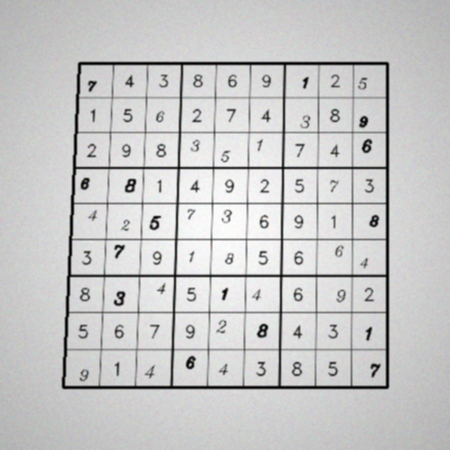 7 4 3 8 6 9 1 2 5
1 5 6 2 7 4 3 8 9
2 9 8 3 5 1 7 4 6
6 8 1 4 9 2 5 7 3
4 2 5 7 3 6 9 1 8
3 7 9 1 8 5 6 6 4
8 3 4 5 1 4 6 9 2
5 6 7 9 2 8 4 3 1
9 1 4 6 4 3 8 5 7